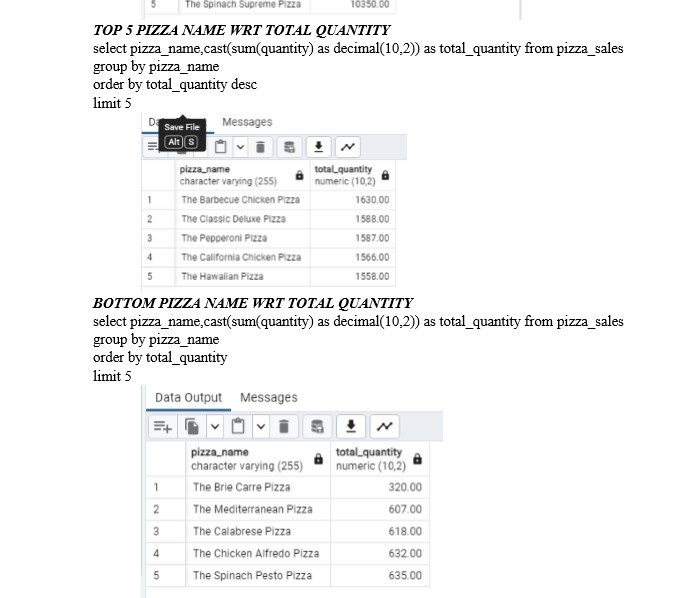 5 The Spinach Supreme Pizza 10350.00
TOP 5 PIZZA NAME WRT TOTAL QUANTITY
select pizza_name,cast(sum(quantity) as decimal(10,2)) as total_quantity from pizza_sales
group by pizza_name
order by total_quantity desc
limit 5
Da Messages
Save File
Alt S
pizza_name total_quantity
character varying (255) numeric (10,2)
1 The Barbecue Chicken Pizza 1630.00
2 The Classic Deluxe Pizza 1588.00
3 The Pepperoni Pizza 1587.00
4 The California Chicken Pizza 1566.00
5 The Hawaiian Pizza 1558.00
BOTTOM PIZZA NAME WRT TOTAL QUANTITY
select pizza_name,cast(sum(quantity) as decimal(10,2)) as total_quantity from pizza_sales
group by pizza_name
order by total_quantity
limit 5
Data Output Messages
pizza_name total_quantity
character varying (255) numeric (10,2)
1 The Brie Carre Pizza 320.00
2 The Mediterranean Pizza 607.00
3 The Calabrese Pizza 618.00
4 The Chicken Alfredo Pizza 632.00
5 The Spinach Pesto Pizza 635.00